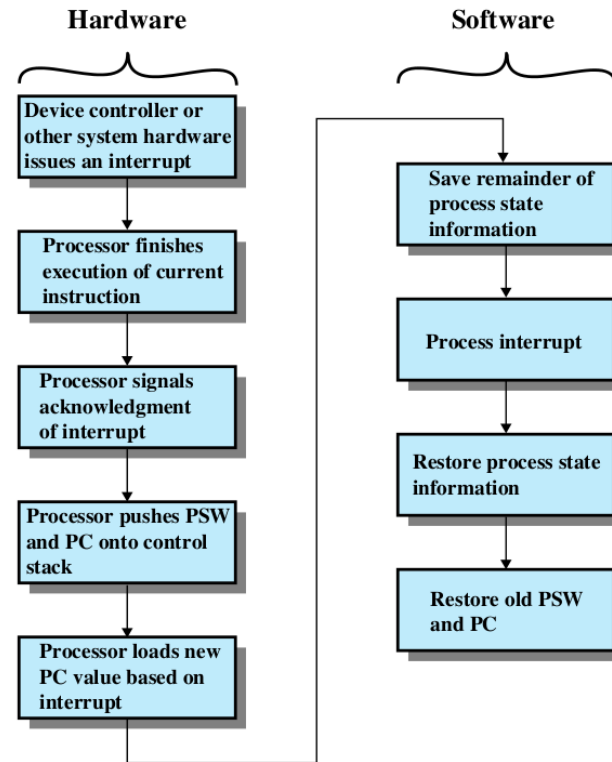 Hardware
Device controller or
other system hardware
issues an interrupt
Processor finishes
execution of current
instruction
Processor signals
acknowledgment
of interrupt
Processor pushes PSW
and PC onto control
stack
Processor loads new
PC value based on
interrupt
Software
Save remainder of
process state
information
Process interrupt
Restore process state
information
Restore old PSW
and PC